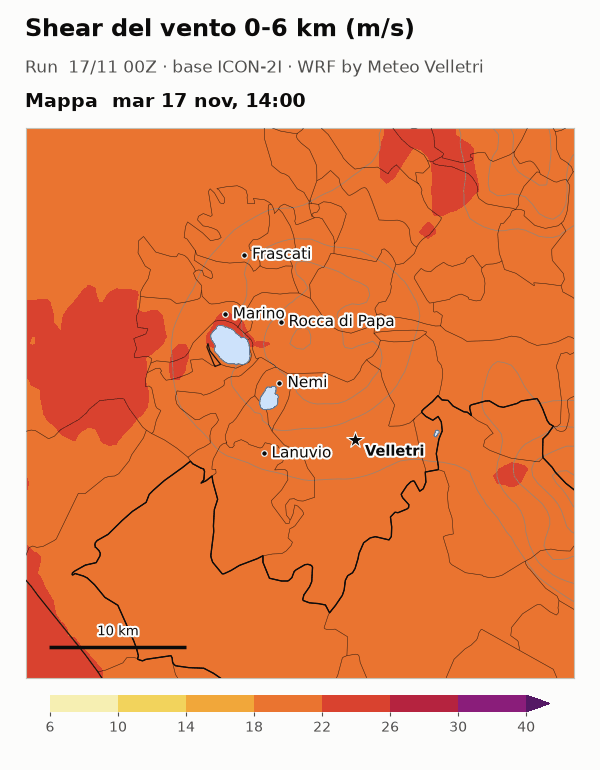 Shear del vento 0-6 km (m/s)
Run  17/11 00Z · base ICON-2I · WRF by Meteo Velletri
Mappa  mar 17 nov, 14:00
Frascati
Marino
Rocca di Papa
Nemi
Velletri
Lanuvio
10 km
6 10 14 18 22 26 30 40